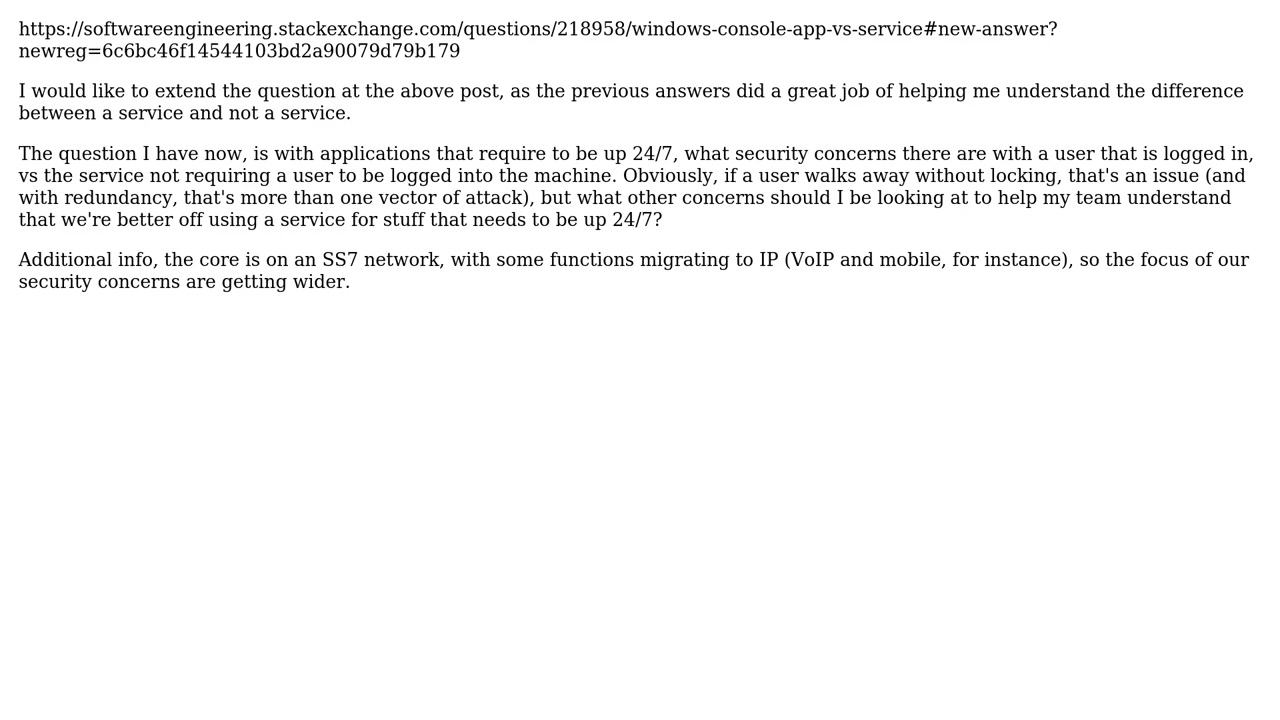 https://softwareengineering.stackexchange.com/questions/218958/windows-console-app-vs-service#new-answer?
newreg=6c6bc46f14544103bd2a90079d79b179
I would like to extend the question at the above post, as the previous answers did a great job of helping me understand the difference
between a service and not a service.
The question I have now, is with applications that require to be up 24/7, what security concerns there are with a user that is logged in,
vs the service not requiring a user to be logged into the machine. Obviously, if a user walks away without locking, that's an issue (and
with redundancy, that's more than one vector of attack), but what other concerns should I be looking at to help my team understand
that we're better off using a service for stuff that needs to be up 24/7?
Additional info, the core is on an SS7 network, with some functions migrating to IP (VoIP and mobile, for instance), so the focus of our
security concerns are getting wider.